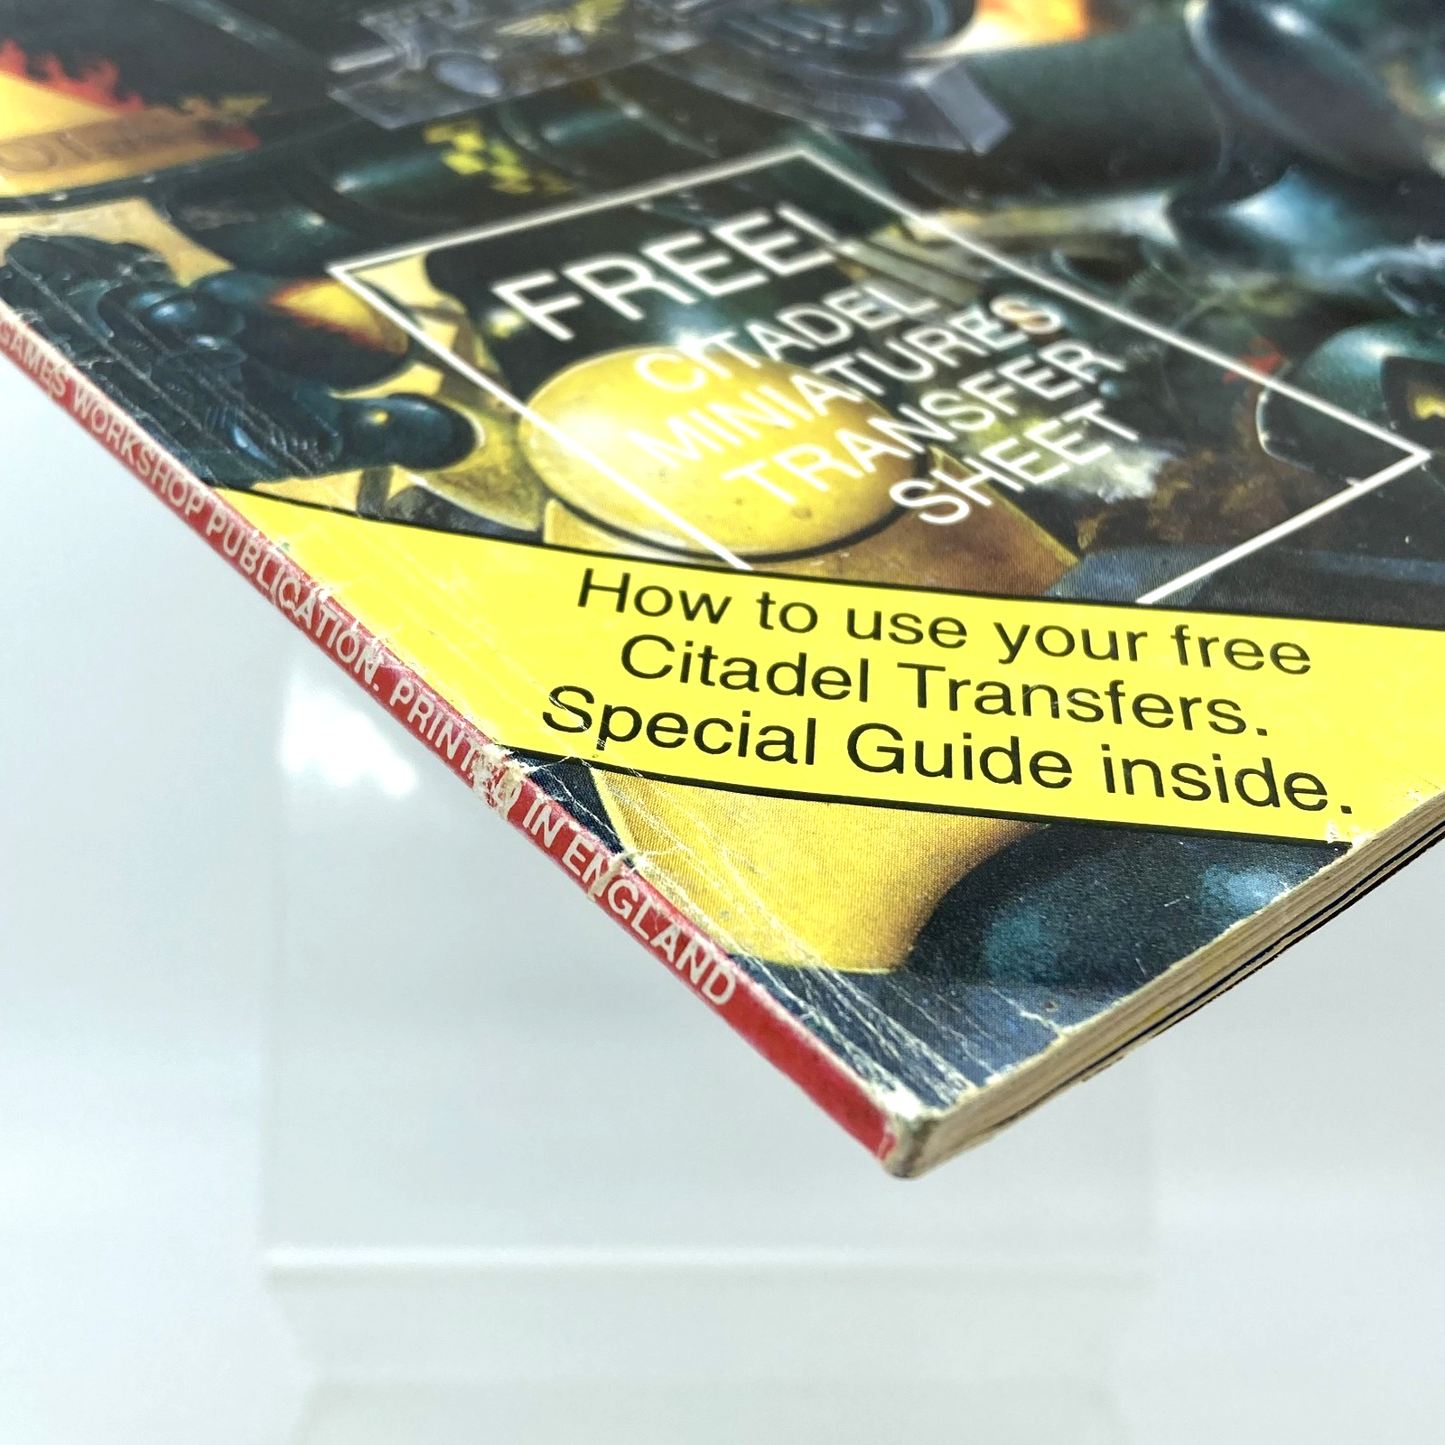 FREE!
CITADEL
MINIATURES
TRANSFER
SHEET
How to use your free
Citadel Transfers.
Special Guide inside.
GAMES WORKSHOP PUBLICATION. PRINTED IN ENGLAND